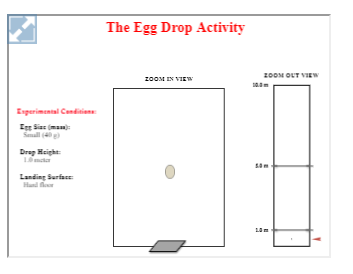 The Egg Drop Activity
ZOOM IN VIEW
ZOOM OUT VIEW
10.0 m
Experimental Conditions:
Egg Size (mass):
Small (40 g)
Drop Height:
1.0 meter
5.0 m
Landing Surface:
Hard floor
1.0 m